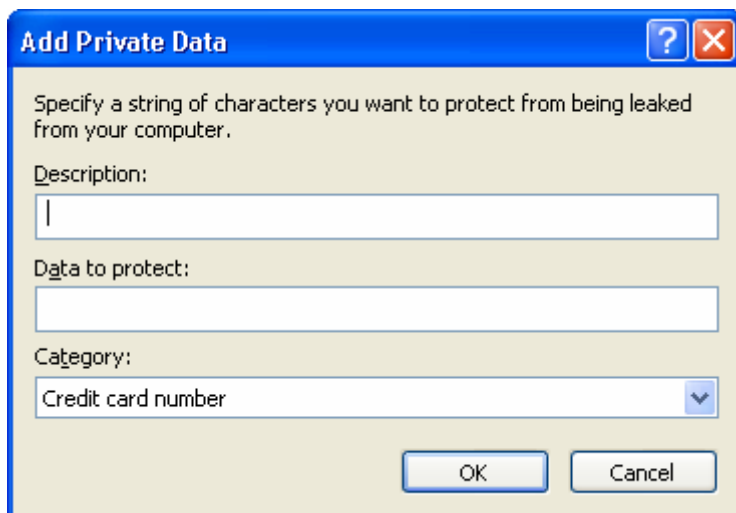 Add Private Data
Specify a string of characters you want to protect from being leaked
from your computer.
Description:
Data to protect:
Category:
Credit card number
OK Cancel